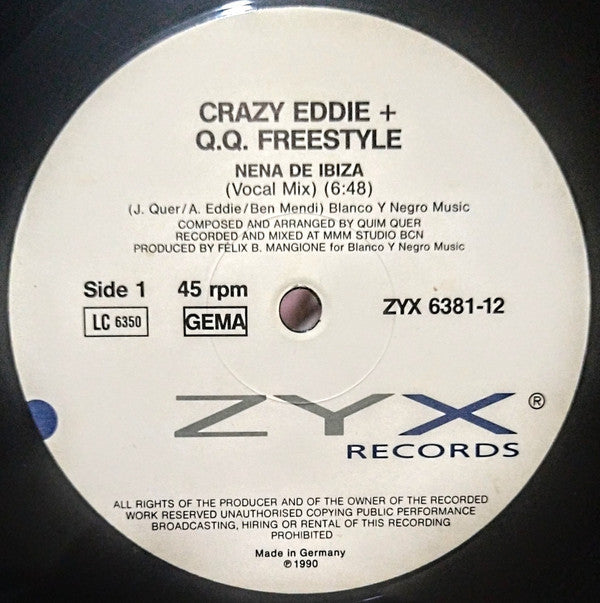 CRAZY EDDIE +
Q.Q. FREESTYLE
NENA DE IBIZA
(Vocal Mix) (6:48)
(J. Quer/A. Eddie/Ben Mendi) Blanco Y Negro Music
COMPOSED AND ARRANGED BY QUIM QUER
RECORDED AND MIXED AT MMM STUDIO BCN
PRODUCED BY FELIX B. MANGIONE for Blanco Y Negro Music
Side 1 45 rpm
ZYX 6381-12
LC 6350 GEMA
ZYX ®
RECORDS
ALL RIGHTS OF THE PRODUCER AND OF THE OWNER OF THE RECORDED
WORK RESERVED UNAUTHORISED COPYING PUBLIC PERFORMANCE
BROADCASTING, HIRING OR RENTAL OF THIS RECORDING
PROHIBITED
Made in Germany
℗ 1990